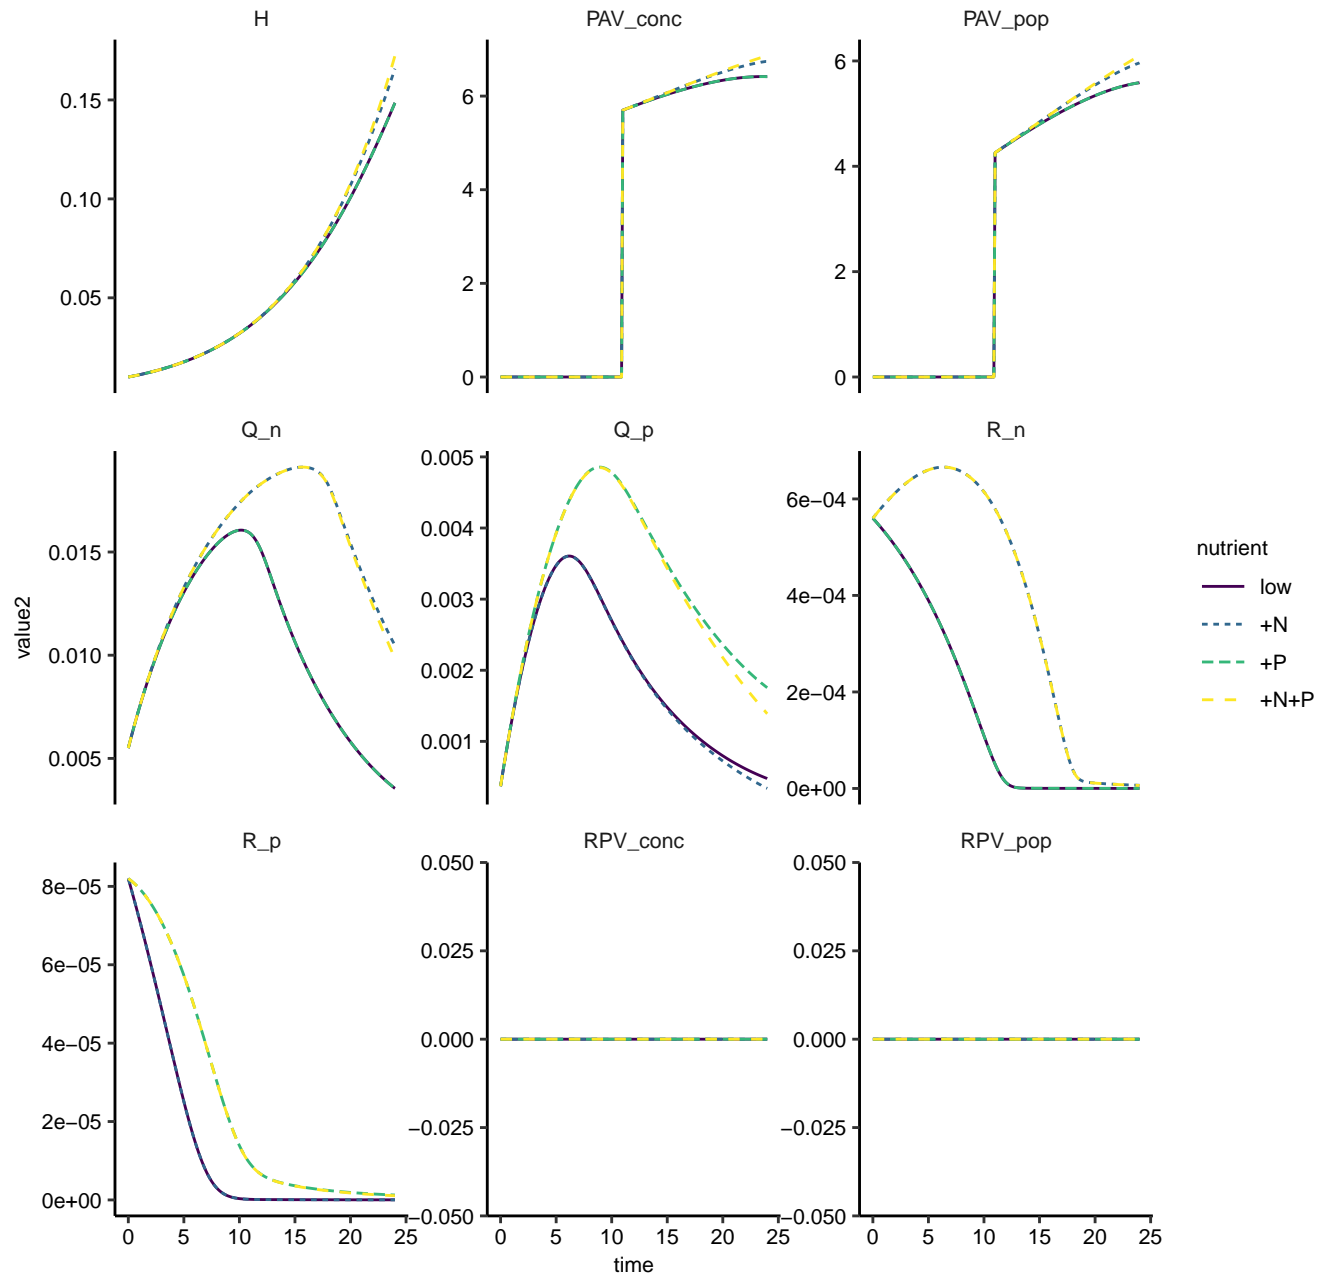 H
PAV_conc
PAV_pop
0.15
0.10
0.05
6
4
2
0
6
4
2
0
Q_n
Q_p
R_n
0.015
0.010
0.005
0.005
0.004
0.003
0.002
0.001
6e−04
4e−04
2e−04
0e+00
R_p
RPV_conc
RPV_pop
8e−05
6e−05
4e−05
2e−05
0e+00
0.050
0.025
0.000
−0.025
−0.050
0.050
0.025
0.000
−0.025
−0.050
0 5 10 15 20 25
0 5 10 15 20 25
0 5 10 15 20 25
time
value2
nutrient
low
+N
+P
+N+P